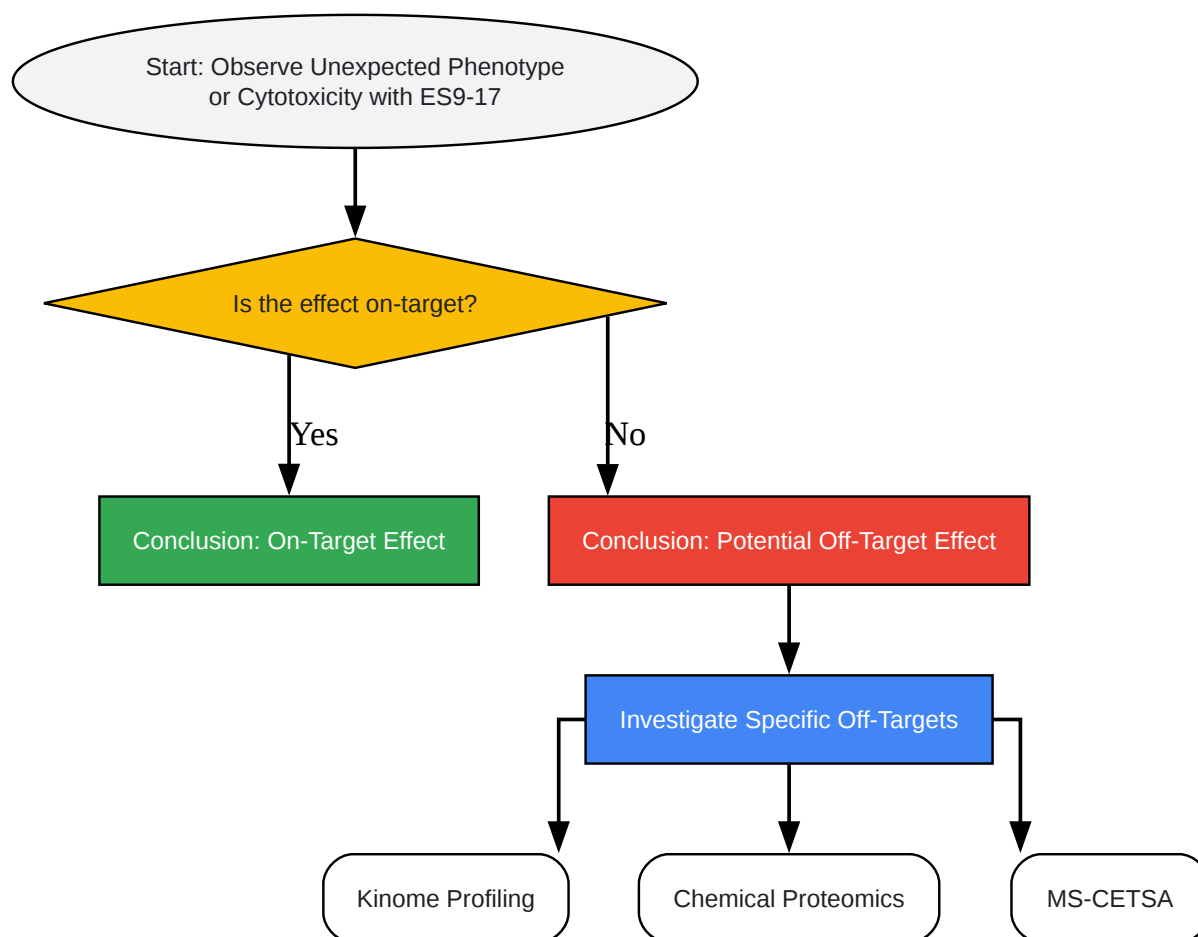 Start: Observe Unexpected Phenotype
or Cytotoxicity with ES9-17
Is the effect on-target?
Yes
No
Conclusion: On-Target Effect
Conclusion: Potential Off-Target Effect
Investigate Specific Off-Targets
Kinome Profiling
Chemical Proteomics
MS-CETSA